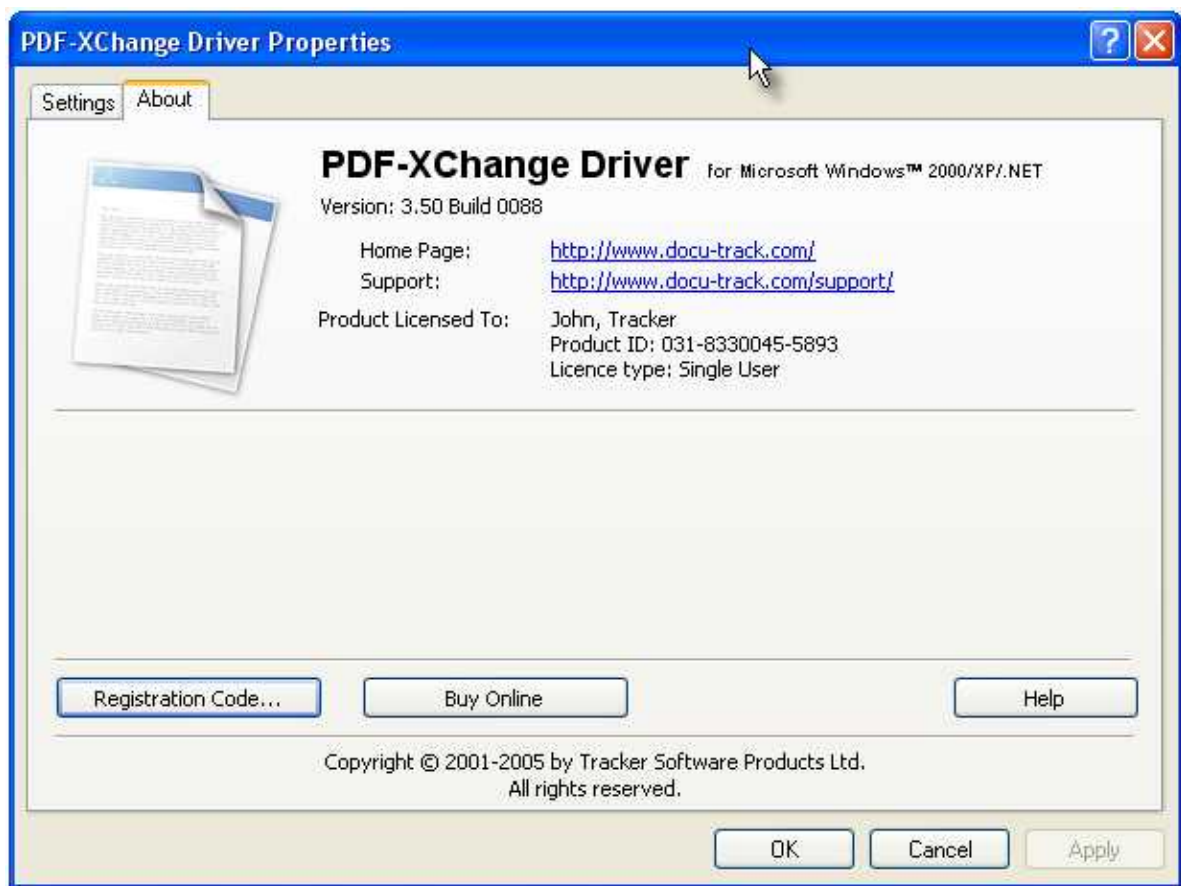 PDF-XChange Driver Properties
Settings About
PDF-XChange Driver for Microsoft Windows™ 2000/XP/.NET
Version: 3.50 Build 0088
Home Page: http://www.docu-track.com/
Support: http://www.docu-track.com/support/
Product Licensed To: John, Tracker
Product ID: 031-8330045-5893
Licence type: Single User
Registration Code... Buy Online Help
Copyright © 2001-2005 by Tracker Software Products Ltd.
All rights reserved.
OK Cancel Apply